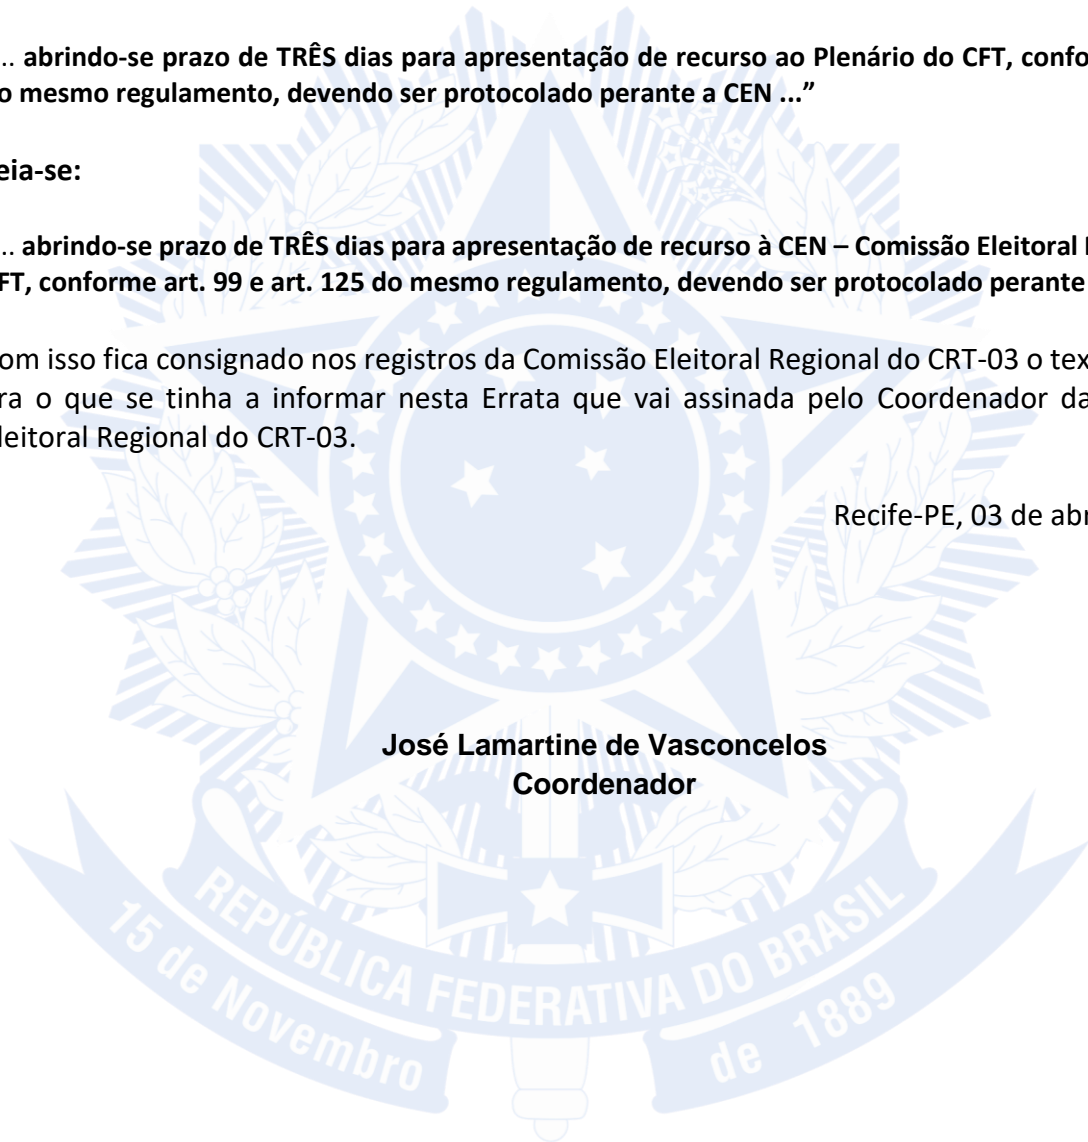 ... abrindo-se prazo de TRÊS dias para apresentação de recurso ao Plenário do CFT, confo
o mesmo regulamento, devendo ser protocolado perante a CEN ...”
eia-se:
... abrindo-se prazo de TRÊS dias para apresentação de recurso à CEN – Comissão Eleitoral
FT, conforme art. 99 e art. 125 do mesmo regulamento, devendo ser protocolado perante
om isso fica consignado nos registros da Comissão Eleitoral Regional do CRT-03 o tex
ra o que se tinha a informar nesta Errata que vai assinada pelo Coordenador da
leitoral Regional do CRT-03.
Recife-PE, 03 de abr
José Lamartine de Vasconcelos
Coordenador
REPÚBLICA FEDERATIVA DO BRASIL
15 de Novembro de 1889